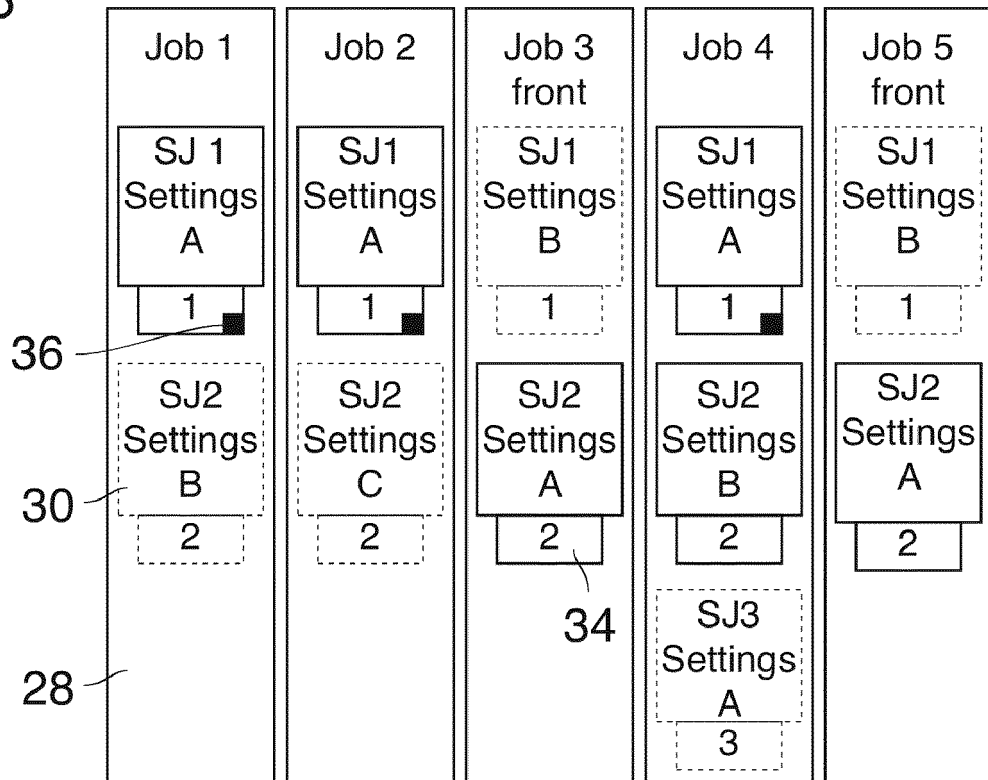 Job 1
SJ 1
Settings
A
1
36
SJ2
Settings
B
30
2
28
Job 2
SJ1
Settings
A
1
SJ2
Settings
C
2
Job 3
front
SJ1
Settings
B
1
SJ2
Settings
A
2
34
Job 4
SJ1
Settings
A
1
SJ2
Settings
B
2
SJ3
Settings
A
3
Job 5
front
SJ1
Settings
B
1
SJ2
Settings
A
2